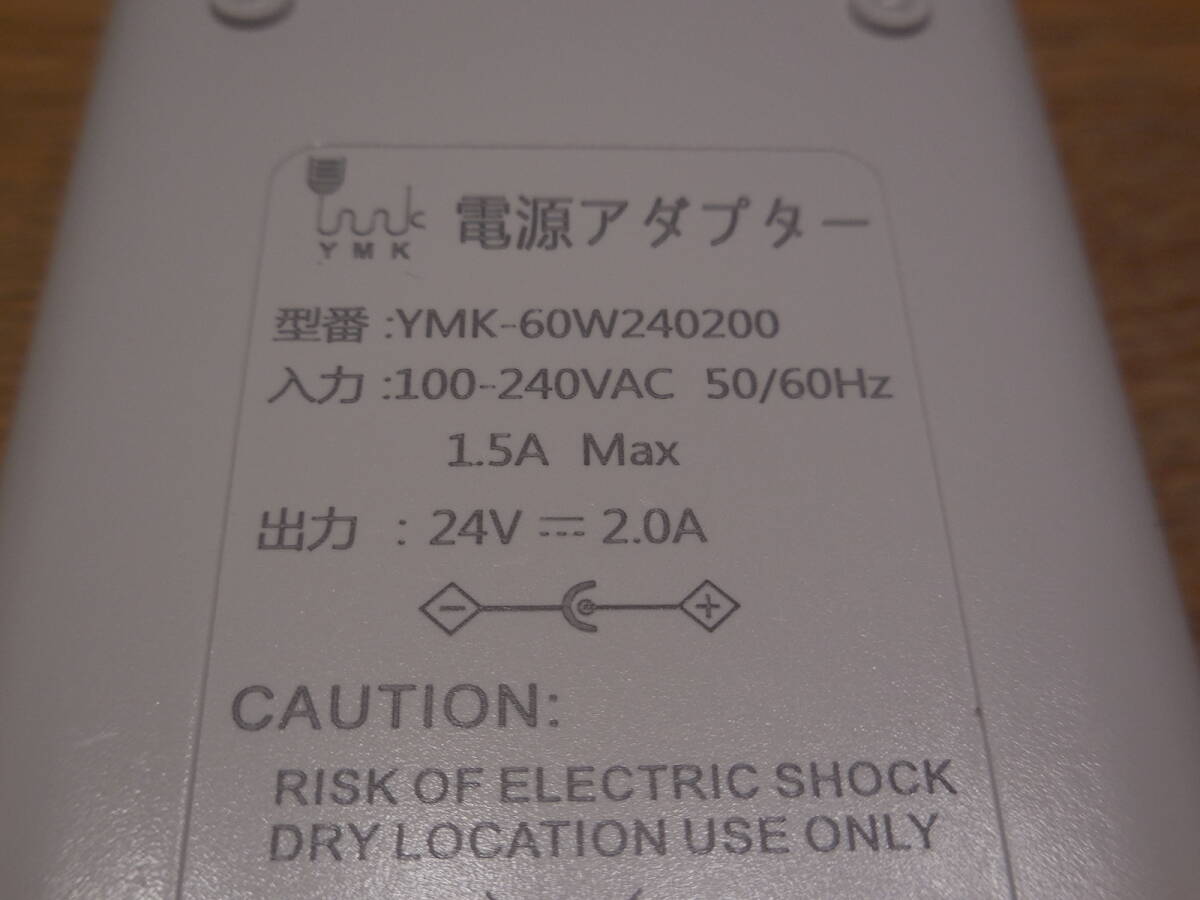 YMK 電源アダプター
型番 :YMK-60W240200
入力 :100-240VAC 50/60Hz
1.5A Max
出力 : 24V ⎓ 2.0A
− +
CAUTION:
RISK OF ELECTRIC SHOCK
DRY LOCATION USE ONLY